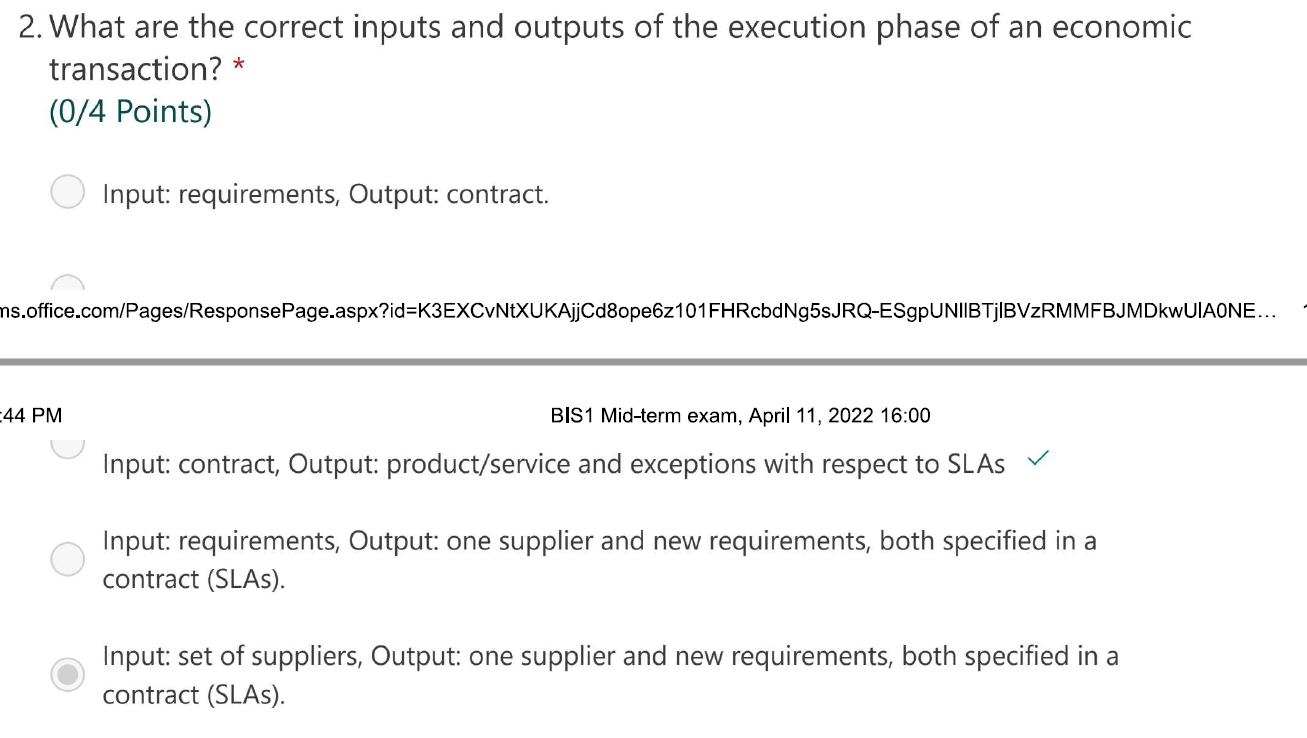 2. What are the correct inputs and outputs of the execution phase of an economic
transaction? *
(0/4 Points)
Input: requirements, Output: contract.
ms.office.com/Pages/ResponsePage.aspx?id=K3EXCvNtXUKAjjCd8ope6z101FHRcbdNg5sJRQ-ESgpUNllBTjlBVzRMMFBJMDkwUlA0NE...
:44 PM
BIS1 Mid-term exam, April 11, 2022 16:00
Input: contract, Output: product/service and exceptions with respect to SLAs
Input: requirements, Output: one supplier and new requirements, both specified in a
contract (SLAs).
Input: set of suppliers, Output: one supplier and new requirements, both specified in a
contract (SLAs).